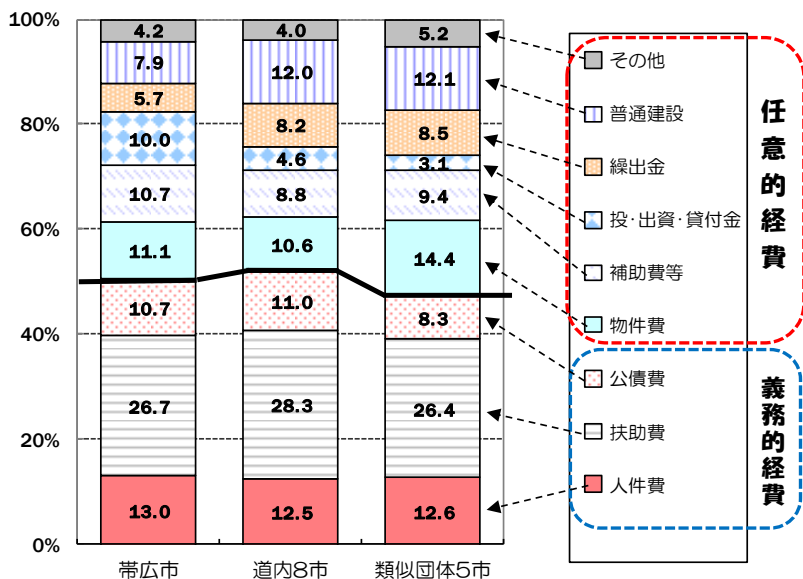 100%
80%
60%
40%
20%
0%
4.2
7.9
5.7
10.0
10.7
11.1
10.7
26.7
13.0
4.0
12.0
8.2
4.6
8.8
10.6
11.0
28.3
12.5
5.2
12.1
8.5
3.1
9.4
14.4
8.3
26.4
12.6
帯広市
道内8市
類似団体5市
その他
普通建設
繰出金
投・出資・貸付金
補助費等
物件費
公債費
扶助費
人件費
任意的経費
義務的経費